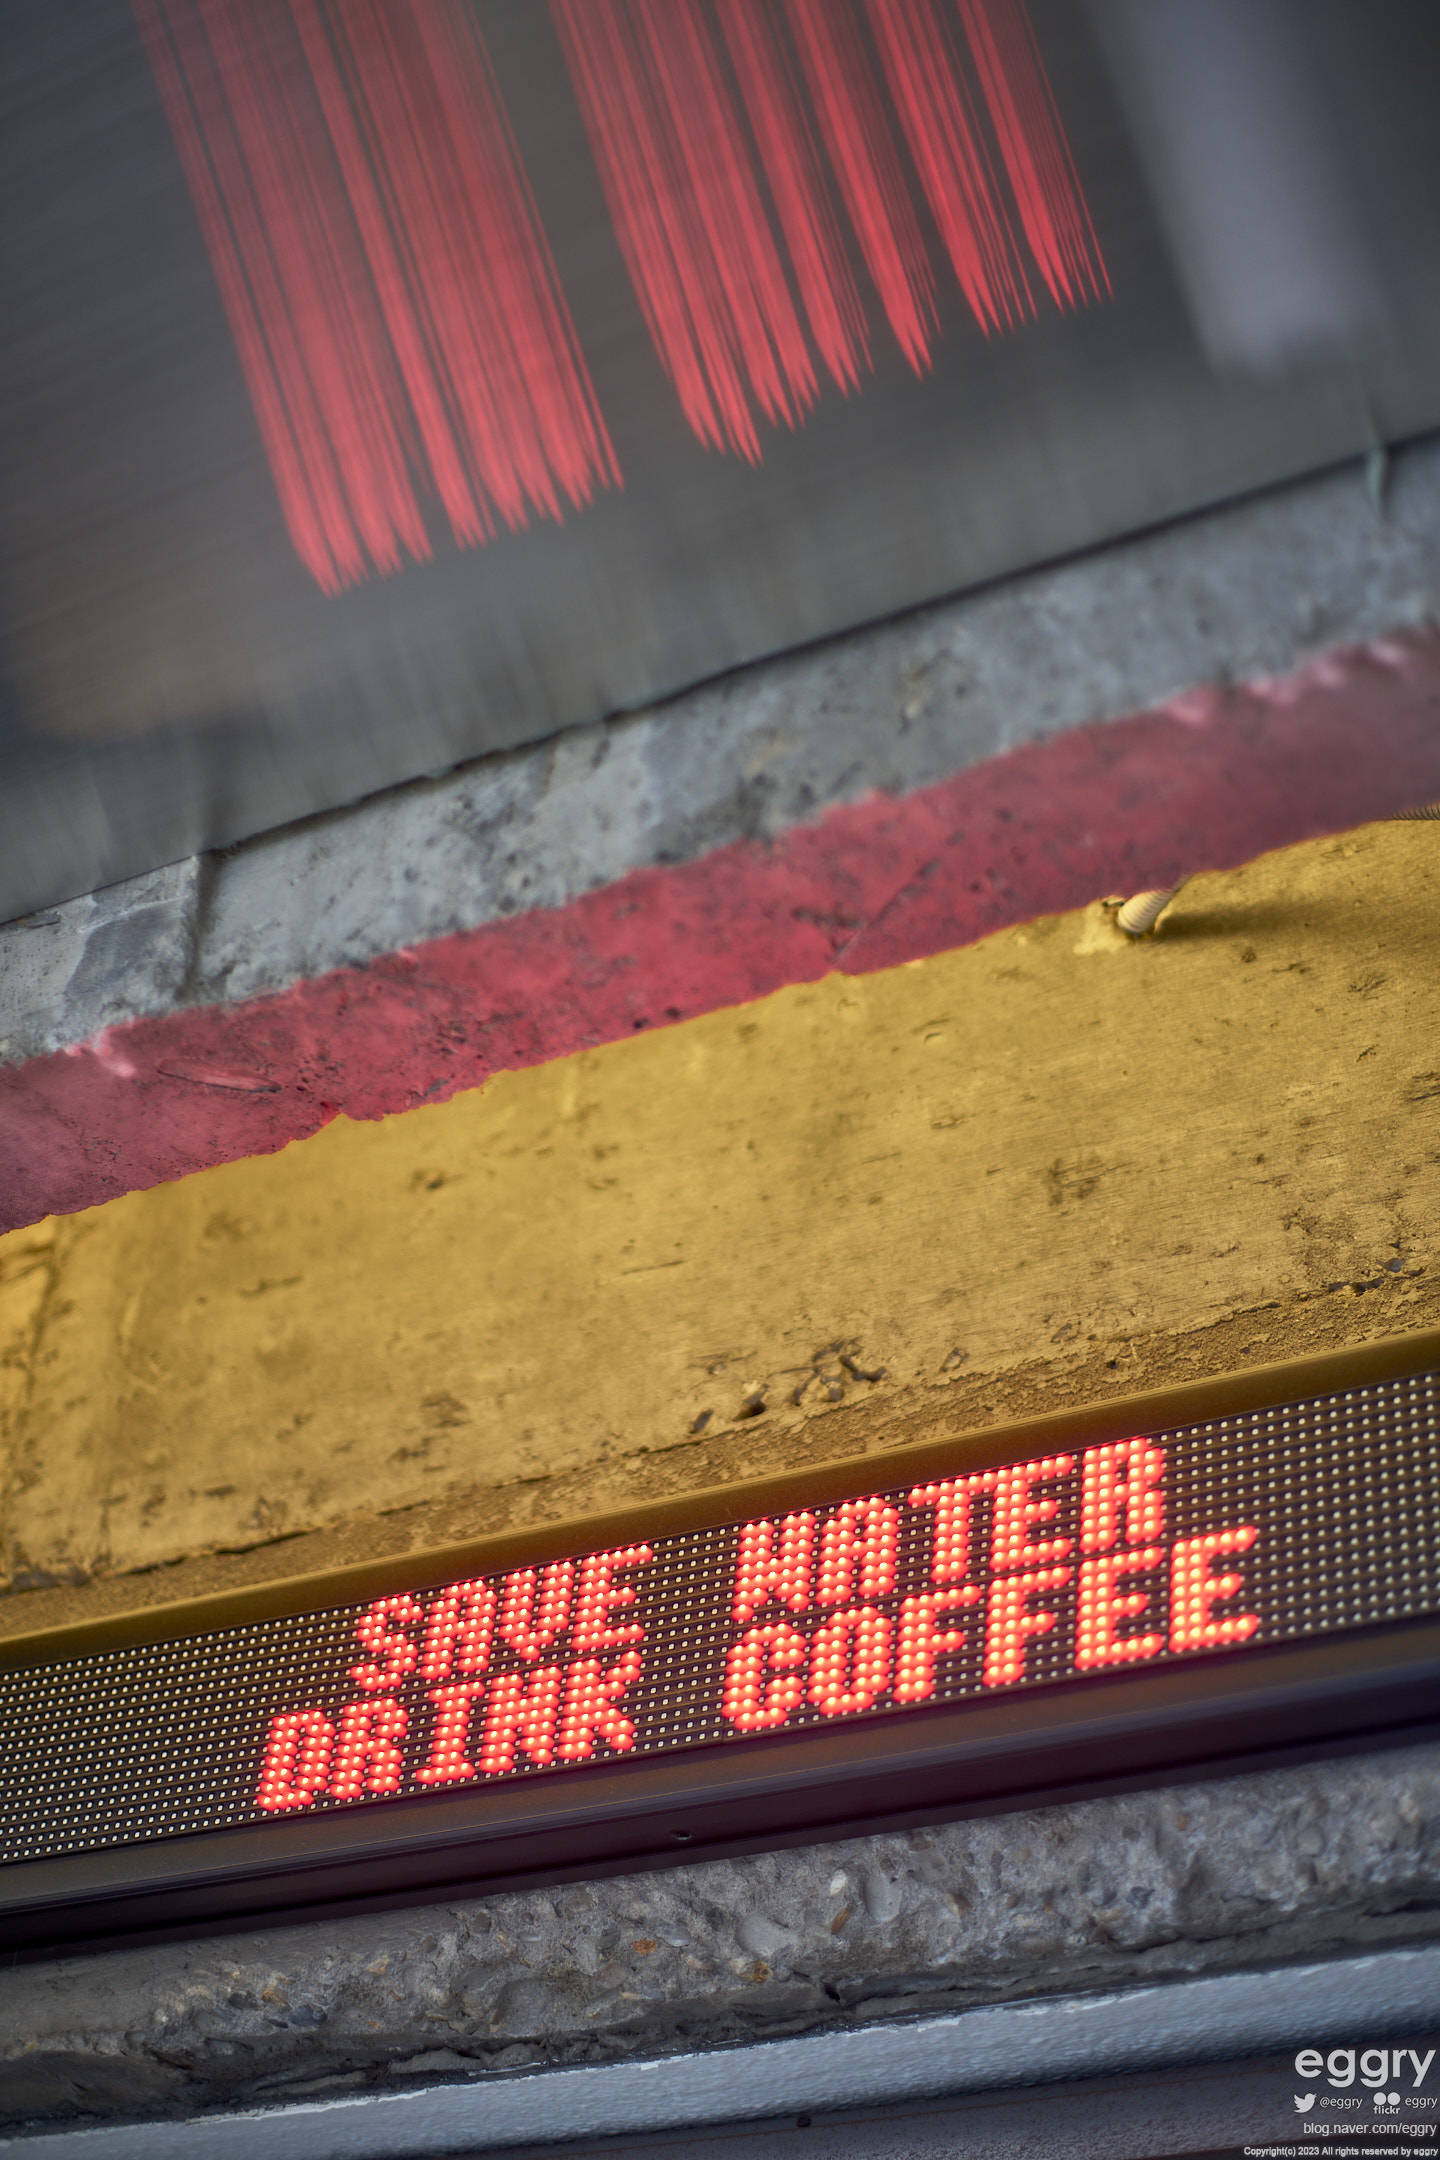 SAVE WATER
DRINK COFFEE
eggry
@eggry flickr eggry
blog.naver.com/eggry
Copyright(c) 2023 All rights reserved by eggry